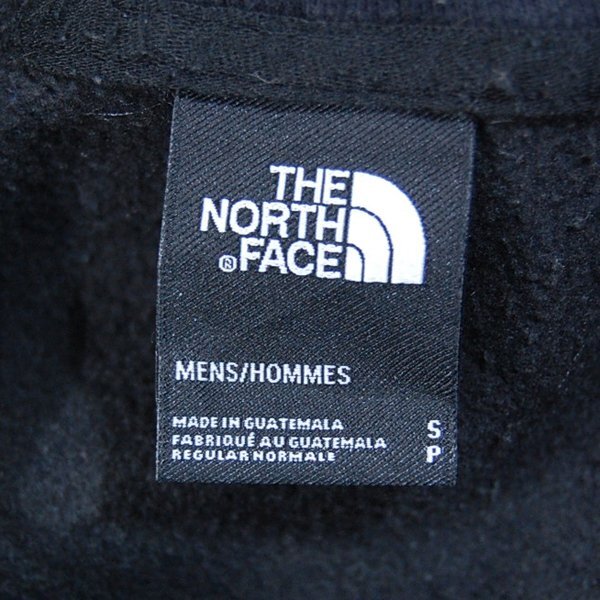 THE
NORTH
® FACE
MENS/HOMMES
MADE IN GUATEMALA
FABRIQUÉ AU GUATEMALA
REGULAR NORMALE
S
P